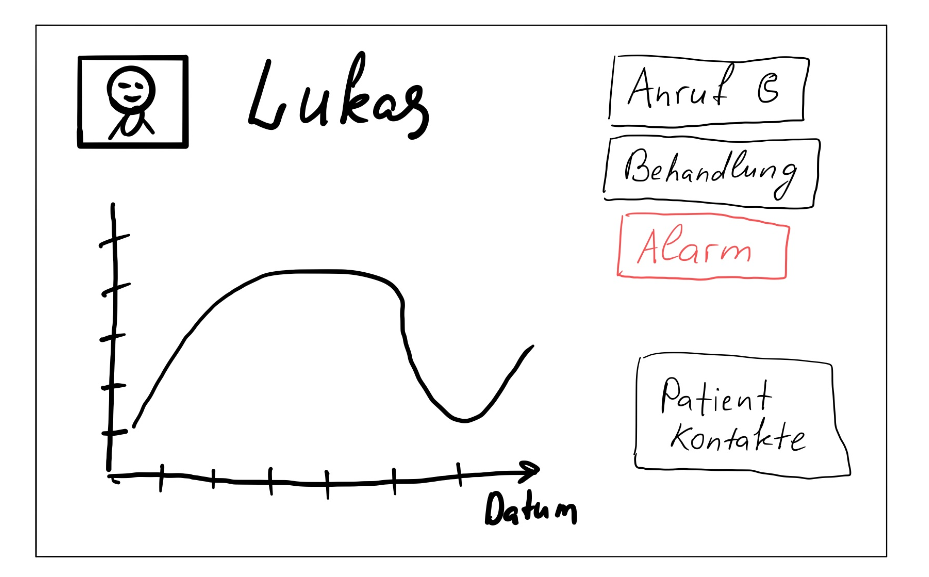 Lukas
Anruf
Behandlung
Alarm
Patient
Kontakte
Datum